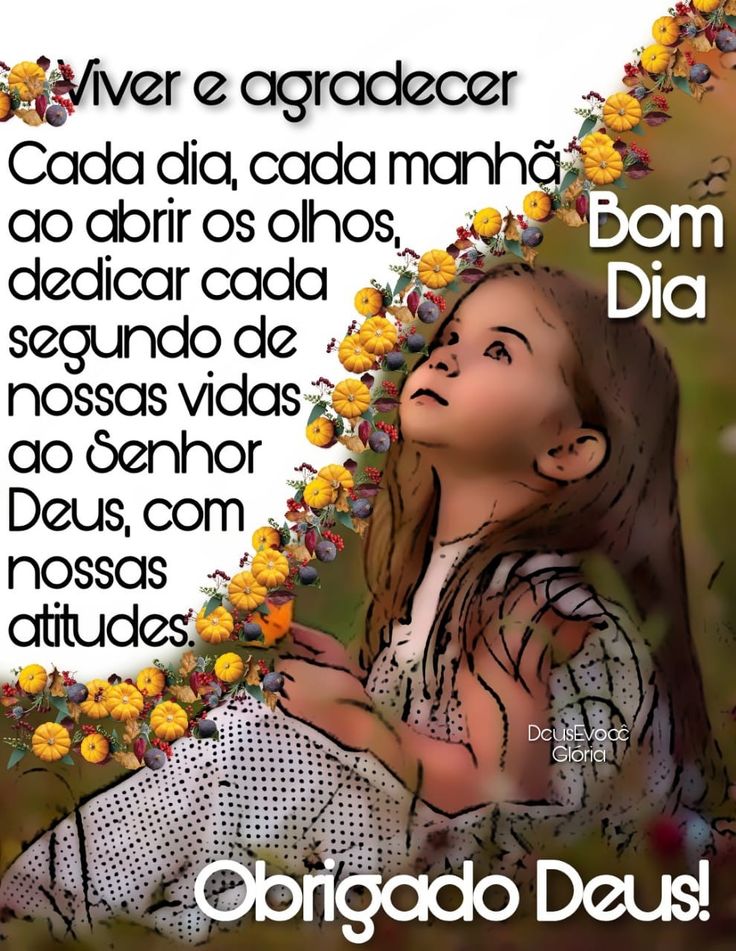 Viver e agradecer
Cada dia, cada manhã
ao abrir os olhos,
dedicar cada
segundo de
nossas vidas
ao Senhor
Deus, com
nossas
atitudes.
Bom
Dia
DeusEvocê
Glória
Obrigado Deus!